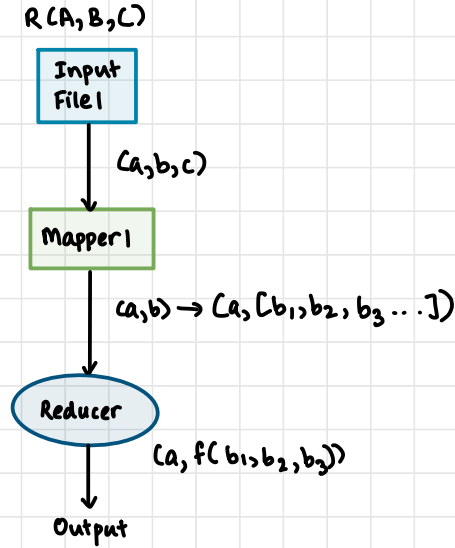 R(A,B,C)
Input
File1
(a,b,c)
Mapper1
(a,b) → (a,[b1,b2,b3...])
Reducer
(a,f(b1,b2,b3))
Output